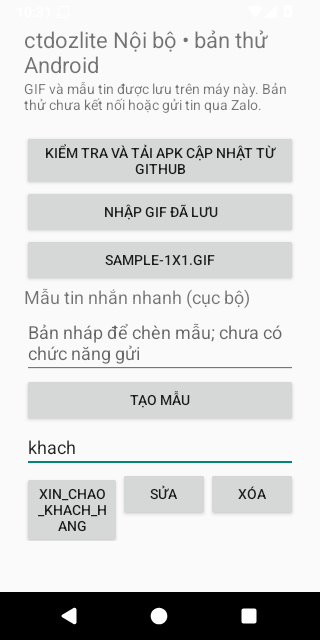 ctdozlite Nội bộ • bản thử
Android
GIF và mẫu tin được lưu trên máy này. Bản
thử chưa kết nối hoặc gửi tin qua Zalo.
KIỂM TRA VÀ TẢI APK CẬP NHẬT TỪ
GITHUB
NHẬP GIF ĐÃ LƯU
SAMPLE-1X1.GIF
Mẫu tin nhắn nhanh (cục bộ)
Bản nháp để chèn mẫu; chưa có
chức năng gửi
TẠO MẪU
khach
XIN_CHAO
_KHACH_H
ANG
SỬA
XÓA